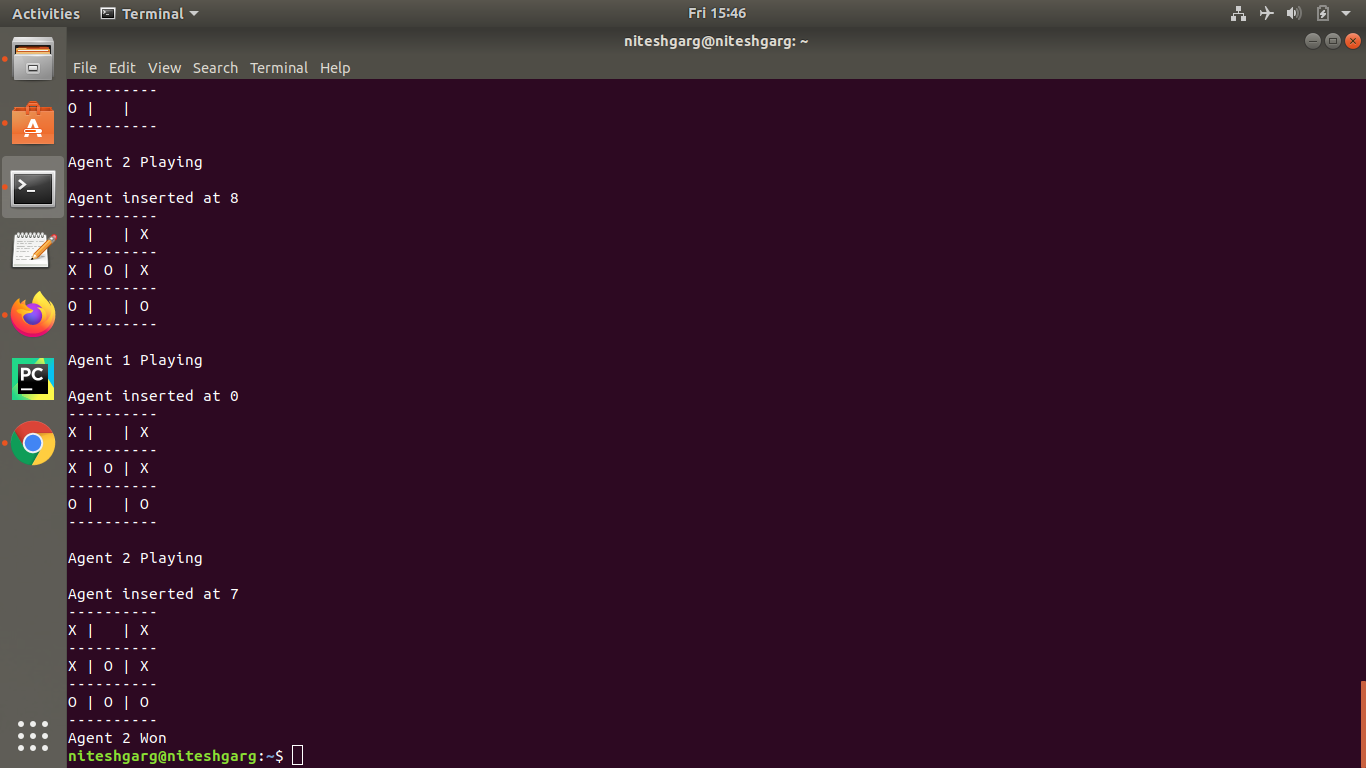 Activities Terminal Fri 15:46
niteshgarg@niteshgarg: ~
File Edit View Search Terminal Help
----------
O |   |
----------
Agent 2 Playing
Agent inserted at 8
----------
  |   | X
----------
X | O | X
----------
O |   | O
----------
Agent 1 Playing
Agent inserted at 0
----------
X |   | X
----------
X | O | X
----------
O |   | O
----------
Agent 2 Playing
Agent inserted at 7
----------
X |   | X
----------
X | O | X
----------
O | O | O
----------
Agent 2 Won
niteshgarg@niteshgarg:~$
A
>_
PC